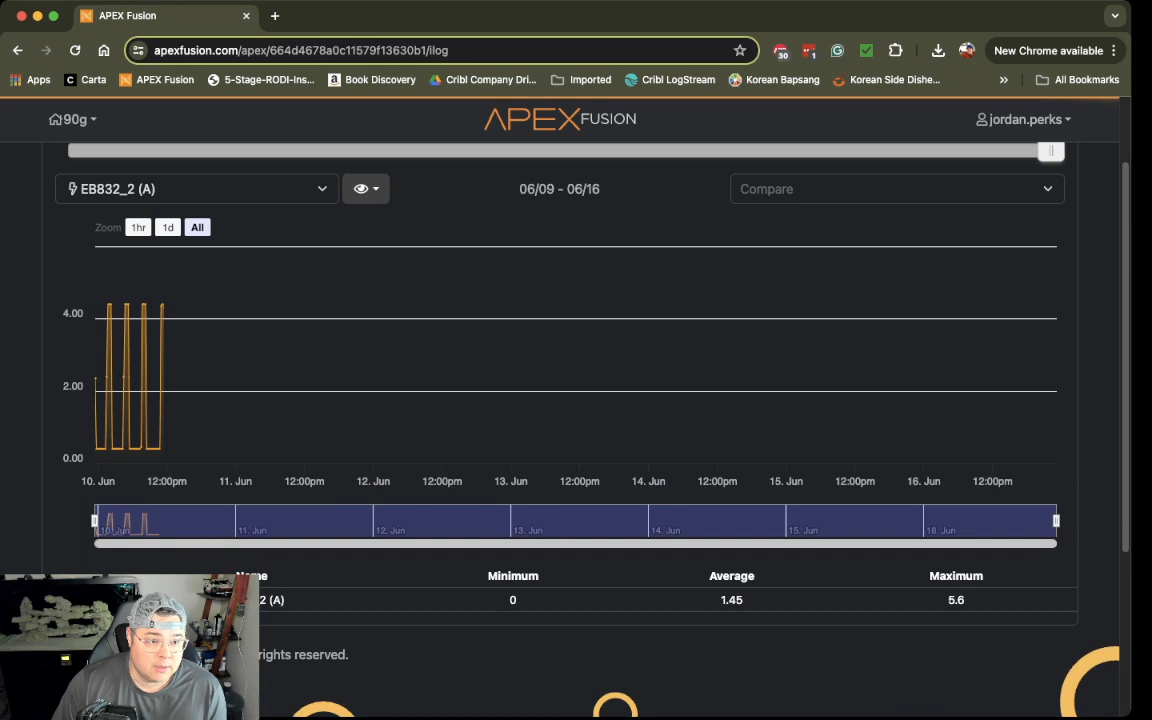 APEX Fusion
apexfusion.com/apex/664d4678a0c11579f13630b1/ilog
30
1
New Chrome available
Apps
Carta
APEX Fusion
5-Stage-RODI-Ins...
Book Discovery
Cribl Company Dri...
Imported
Cribl LogStream
Korean Bapsang
Korean Side Dishe...
All Bookmarks
90g
APEX FUSION
jordan.perks
EB832_2 (A)
06/09 - 06/16
Compare
Zoom 1hr 1d All
4.00
2.00
0.00
10. Jun 12:00pm 11. Jun 12:00pm 12. Jun 12:00pm 13. Jun 12:00pm 14. Jun 12:00pm 15. Jun 12:00pm 16. Jun 12:00pm
10. Jun 11. Jun 12. Jun 13. Jun 14. Jun 15. Jun 16. Jun
Minimum Average Maximum
2 (A) 0 1.45 5.6
rights reserved.